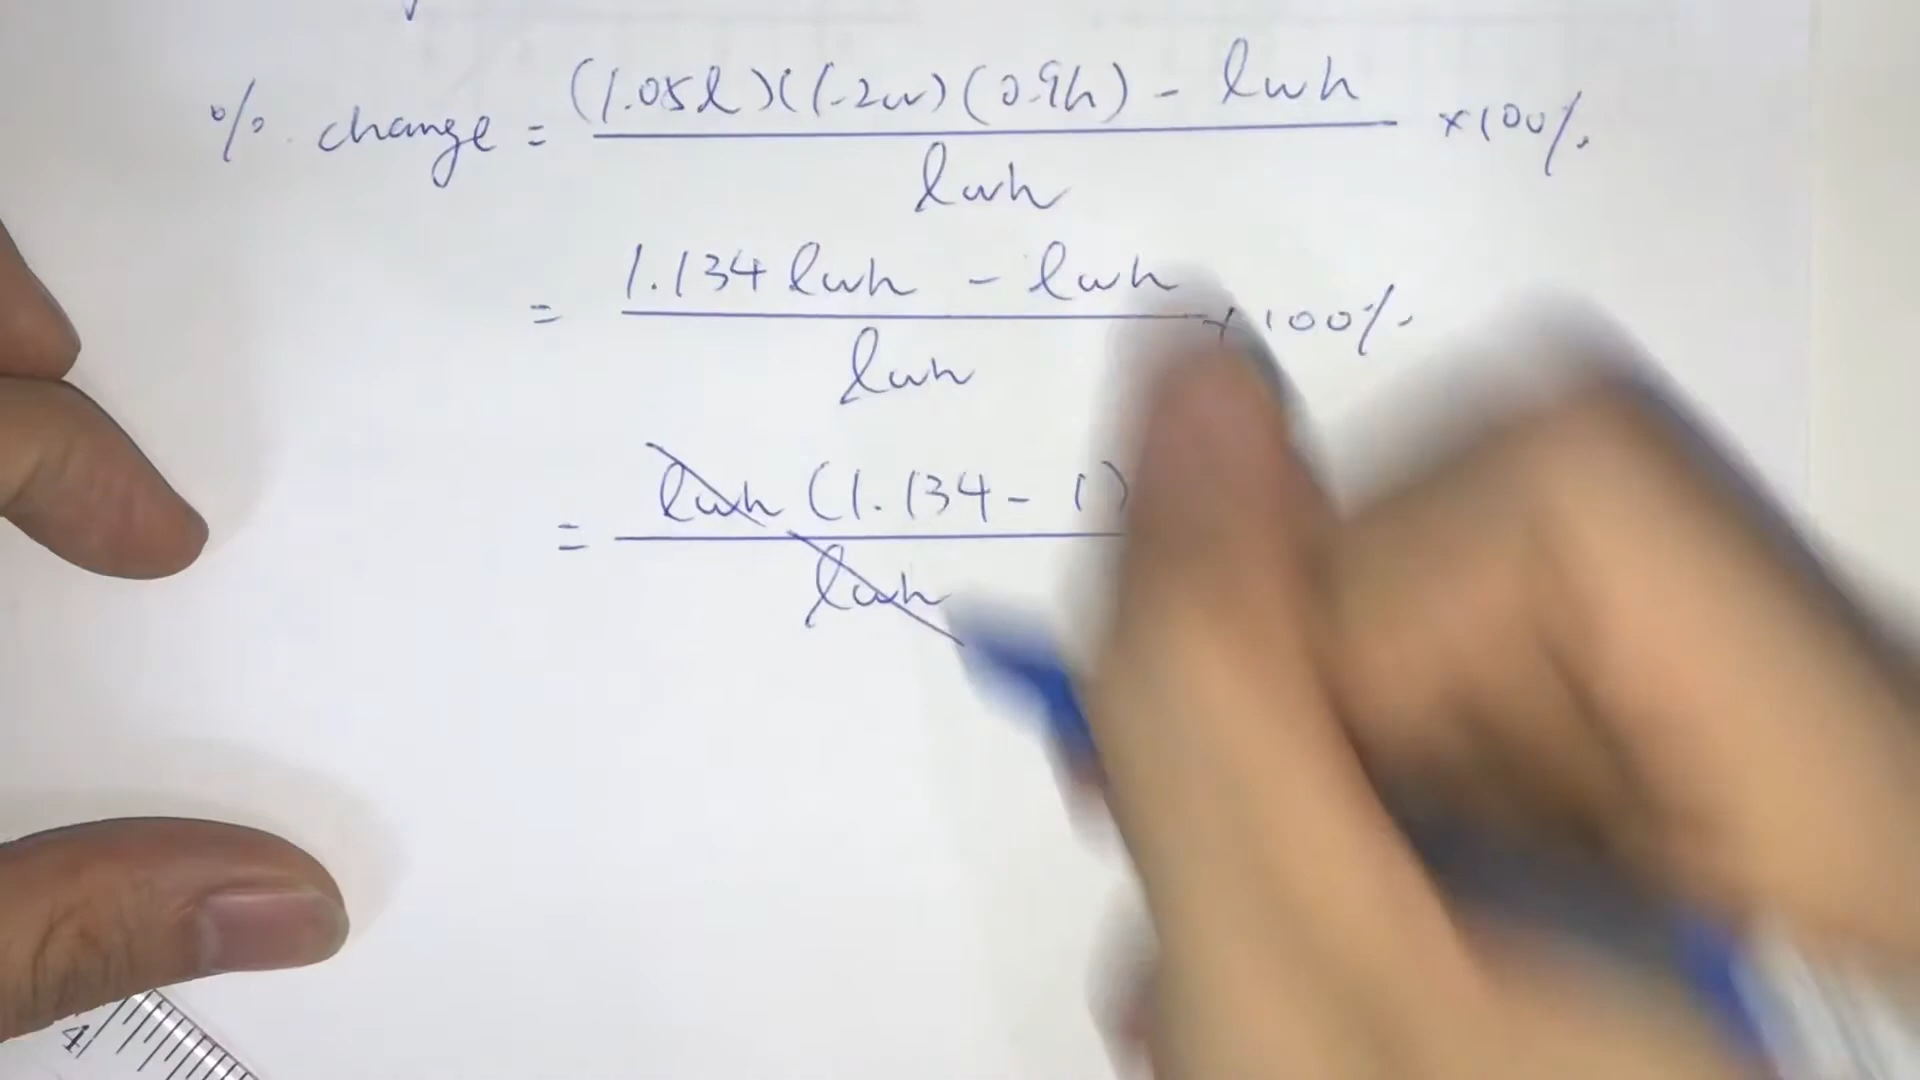 % change = (1.05l)(1.2w)(0.9h) - lwh
lwh
×100%
= 1.134 lwh - lwh
lwh
×100%
= lwh (1.134 - 1)
lwh
4